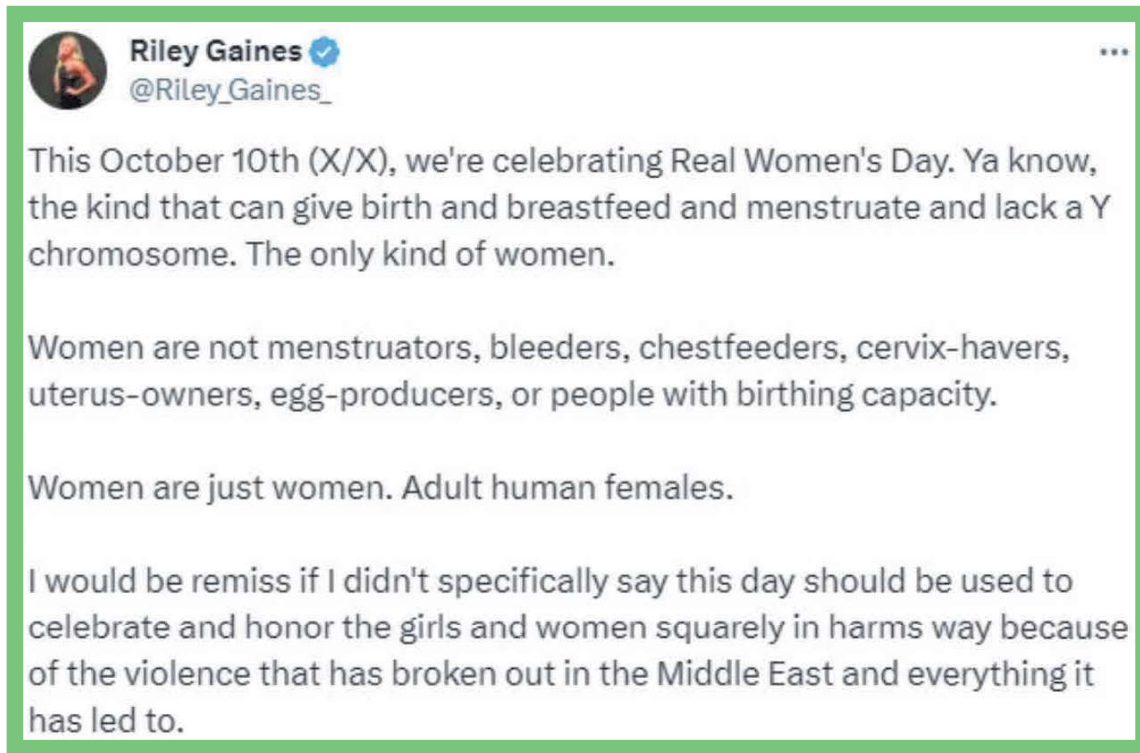 Riley Gaines
@Riley_Gaines_
This October 10th (X/X), we're celebrating Real Women's Day. Ya know,
the kind that can give birth and breastfeed and menstruate and lack a Y
chromosome. The only kind of women.
Women are not menstruators, bleeders, chestfeeders, cervix-havers,
uterus-owners, egg-producers, or people with birthing capacity.
Women are just women. Adult human females.
I would be remiss if I didn't specifically say this day should be used to
celebrate and honor the girls and women squarely in harms way because
of the violence that has broken out in the Middle East and everything it
has led to.